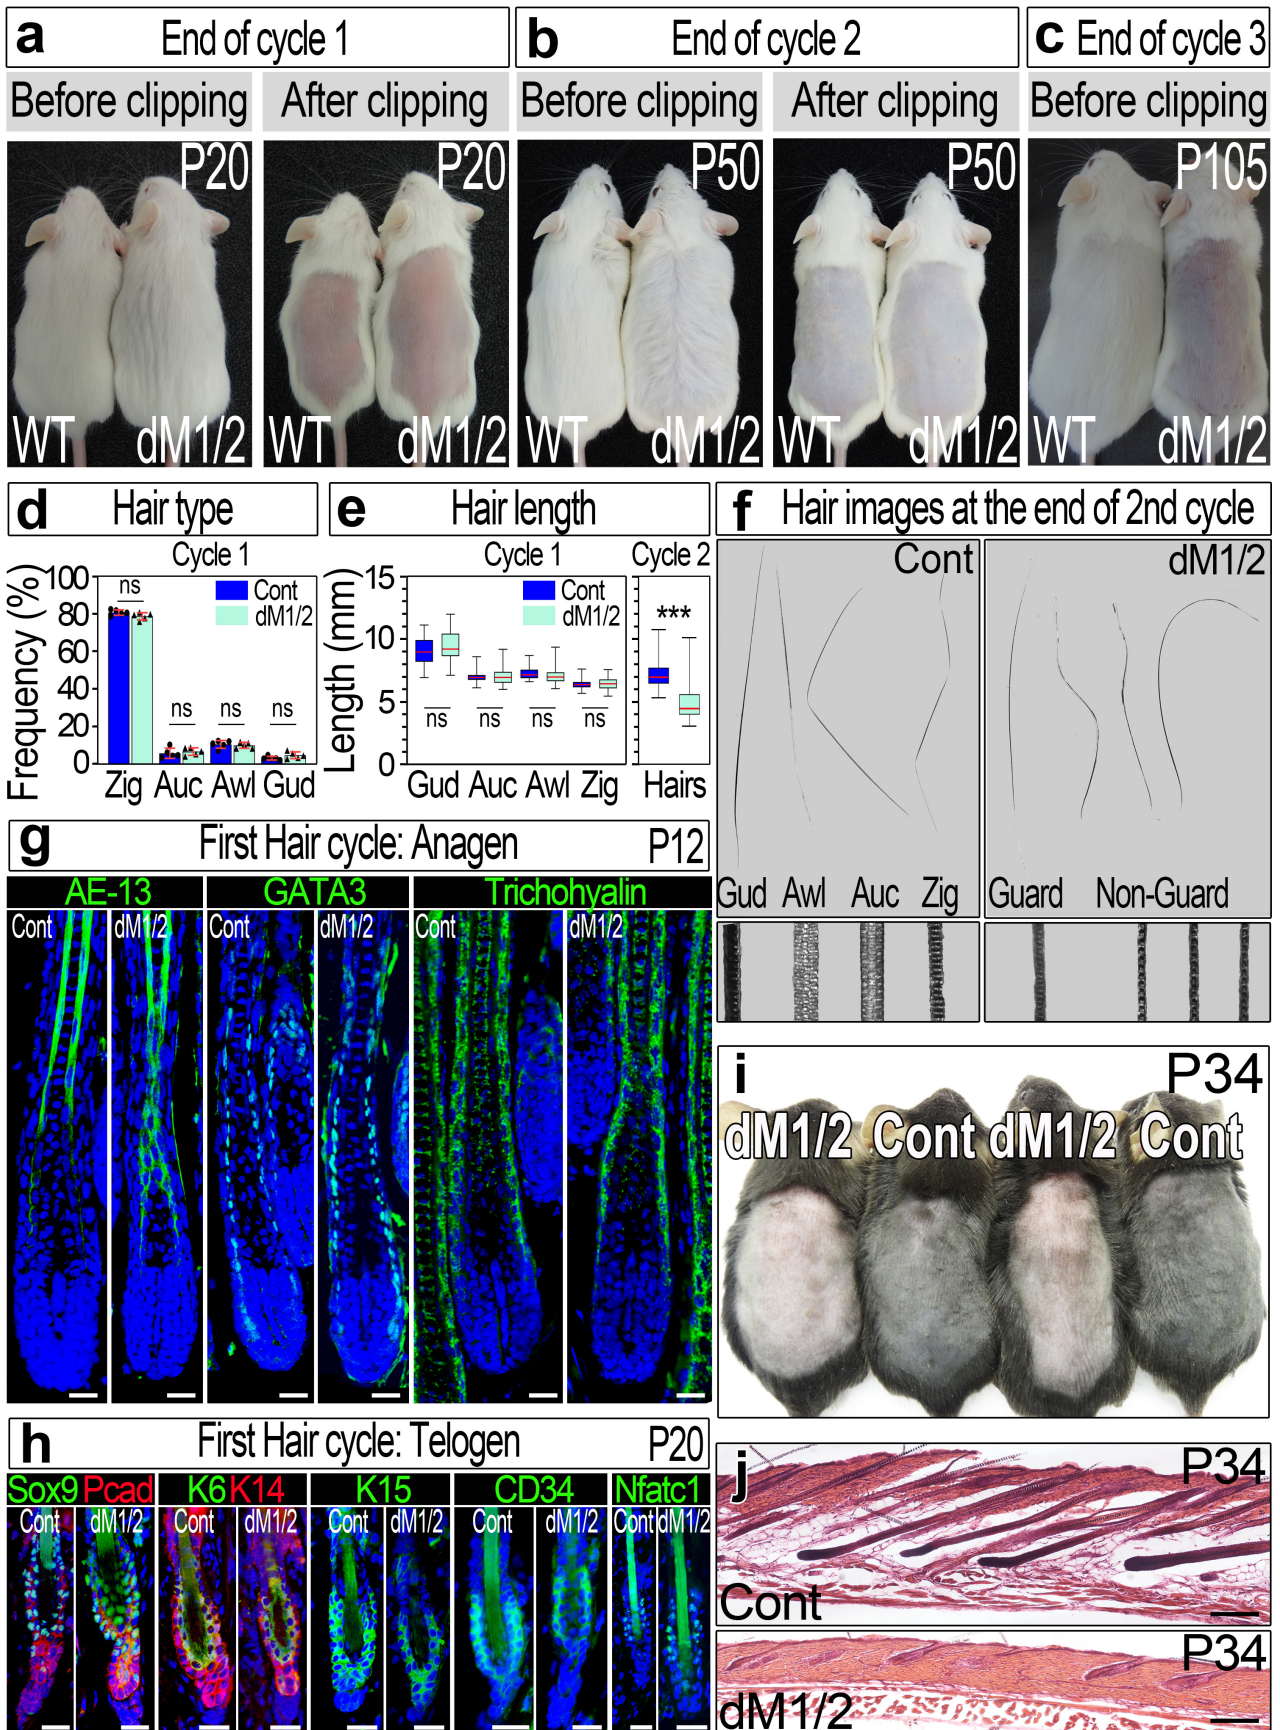 a End of cycle 1
Before clipping After clipping
P20 P20
WT dM1/2 WT dM1/2
b End of cycle 2
Before clipping After clipping
P50 P50
WT dM1/2 WT dM1/2
c End of cycle 3
Before clipping
P105
WT dM1/2
d Hair type
Cycle 1
Frequency (%)
100
80
60
40
20
0
Cont
dM1/2
ns
ns ns ns
Zig Auc Awl Gud
e Hair length
Cycle 1 Cycle 2
Length (mm)
15
10
5
0
Cont
dM1/2
***
ns ns ns ns
Gud Auc Awl Zig Hairs
f Hair images at the end of 2nd cycle
Cont dM1/2
Gud Awl Auc Zig Guard Non-Guard
g First Hair cycle: Anagen P12
AE-13 GATA3 Trichohyalin
Cont dM1/2 Cont dM1/2 Cont dM1/2
h First Hair cycle: Telogen P20
Sox9 Pcad K6 K14 K15 CD34 Nfatc1
Cont dM1/2 Cont dM1/2 Cont dM1/2 Cont dM1/2 Cont dM1/2
i P34
dM1/2 Cont dM1/2 Cont
j P34
Cont
P34
dM1/2